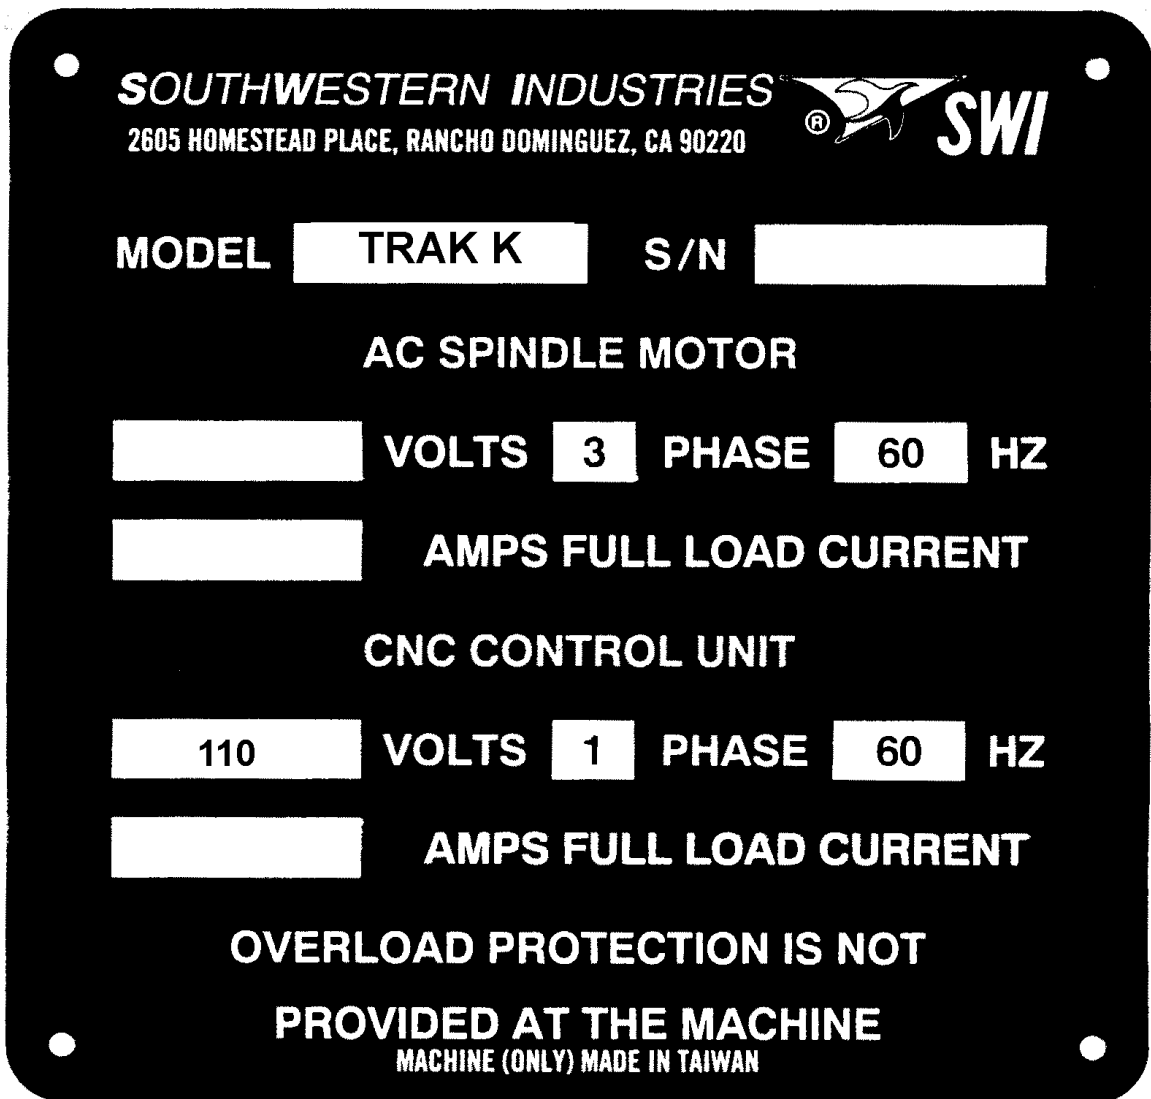 SOUTHWESTERN INDUSTRIES ® SWI
2605 HOMESTEAD PLACE, RANCHO DOMINGUEZ, CA 90220
MODEL TRAK K S/N
AC SPINDLE MOTOR
VOLTS 3 PHASE 60 HZ
AMPS FULL LOAD CURRENT
CNC CONTROL UNIT
110 VOLTS 1 PHASE 60 HZ
AMPS FULL LOAD CURRENT
OVERLOAD PROTECTION IS NOT
PROVIDED AT THE MACHINE
MACHINE (ONLY) MADE IN TAIWAN